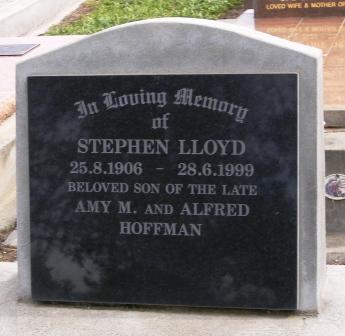 LOVED WIFE & MOTHER OF
In Loving Memory
of
STEPHEN LLOYD
25.8.1906 - 28.6.1999
BELOVED SON OF THE LATE
AMY M. AND ALFRED
HOFFMAN